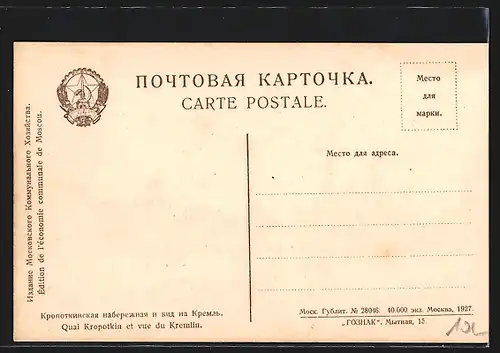 ПОЧТОВАЯ КАРТОЧКА.
CARTE POSTALE.
Место
для
марки.
Место для адреса.
Издание Московского Коммунального Хозяйства.
Édition de l'économie communale de Moscou.
Кропоткинская набережная и вид на Кремль.
Quai Kropotkin et vue du Kremlin.
Моск. Гублит. № 28046. 40.000 экз. Москва, 1927.
„ГОЗНАК". Мытная, 15.